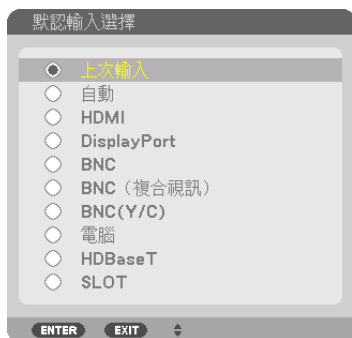 默認輸入選擇
上次輸入
自動
HDMI
DisplayPort
BNC
BNC（複合視訊）
BNC(Y/C)
電腦
HDBaseT
SLOT
ENTER EXIT